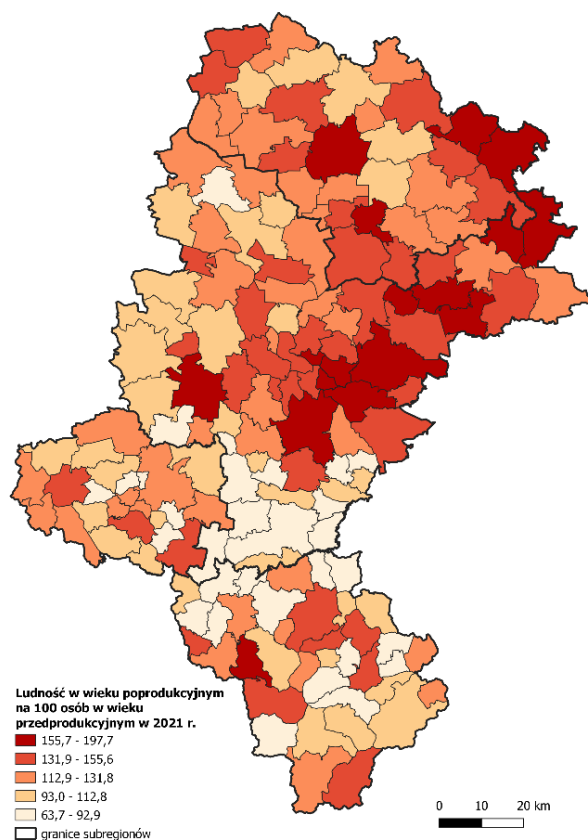 Ludność w wieku poprodukcyjnym
na 100 osób w wieku
przedprodukcyjnym w 2021 r.
155,7 - 197,7
131,9 - 155,6
112,9 - 131,8
93,0 - 112,8
63,7 - 92,9
granice subregionów
0 10 20 km